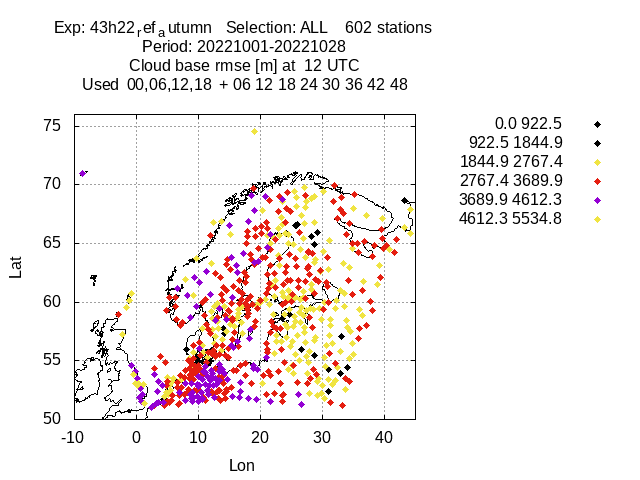 Exp: 43h22ref autumn Selection: ALL 602 stations
Period: 20221001-20221028
Cloud base rmse [m] at 12 UTC
Used 00,06,12,18 + 06 12 18 24 30 36 42 48
0.0 922.5
922.5 1844.9
1844.9 2767.4
2767.4 3689.9
3689.9 4612.3
4612.3 5534.8
75
70
65
60
55
50
Lat
-10 0 10 20 30 40
Lon